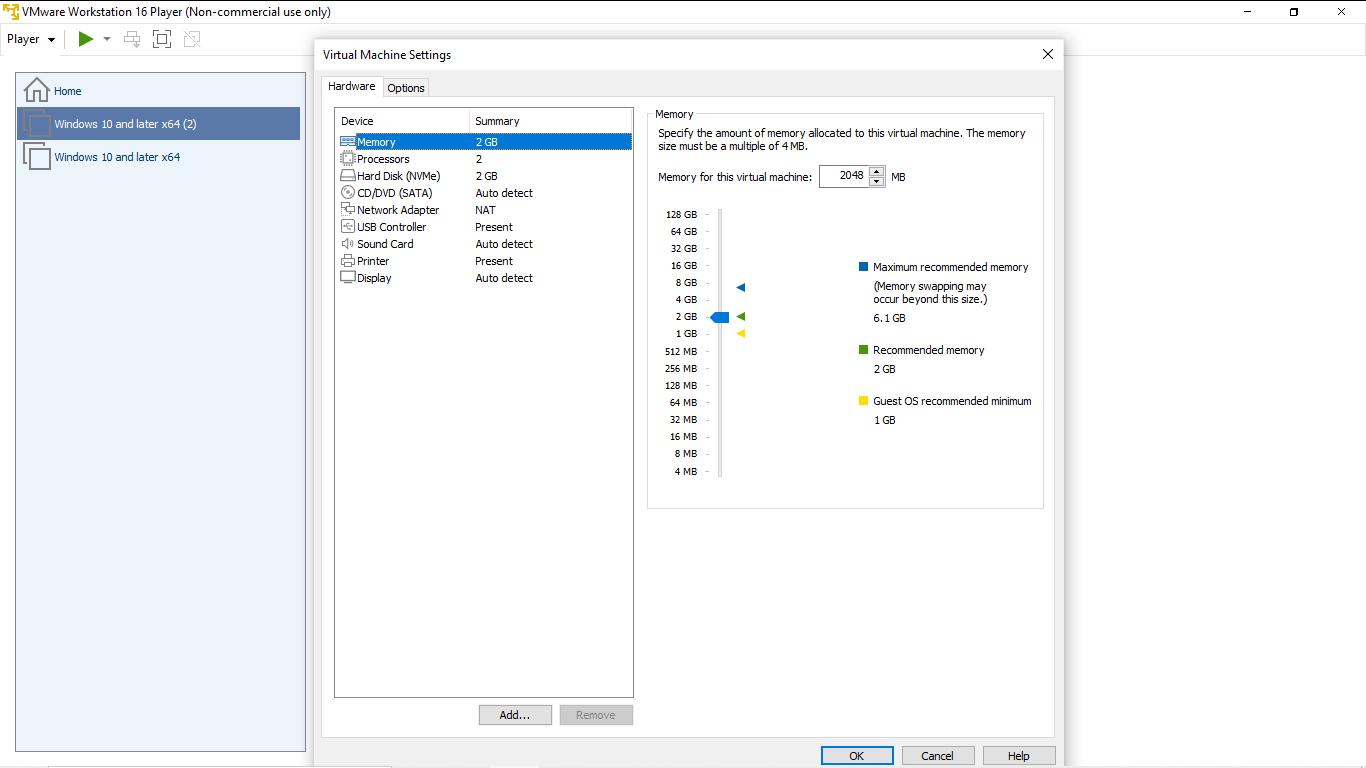 VMware Workstation 16 Player (Non-commercial use only)
Player
Home
Windows 10 and later x64 (2)
Windows 10 and later x64
Virtual Machine Settings
Hardware
Options
Device Summary
Memory 2 GB
Processors 2
Hard Disk (NVMe) 2 GB
CD/DVD (SATA) Auto detect
Network Adapter NAT
USB Controller Present
Sound Card Auto detect
Printer Present
Display Auto detect
Add...
Remove
Memory
Specify the amount of memory allocated to this virtual machine. The memory
size must be a multiple of 4 MB.
Memory for this virtual machine: 2048 MB
128 GB
64 GB
32 GB
16 GB
8 GB
4 GB
2 GB
1 GB
512 MB
256 MB
128 MB
64 MB
32 MB
16 MB
8 MB
4 MB
Maximum recommended memory
(Memory swapping may
occur beyond this size.)
6.1 GB
Recommended memory
2 GB
Guest OS recommended minimum
1 GB
OK
Cancel
Help